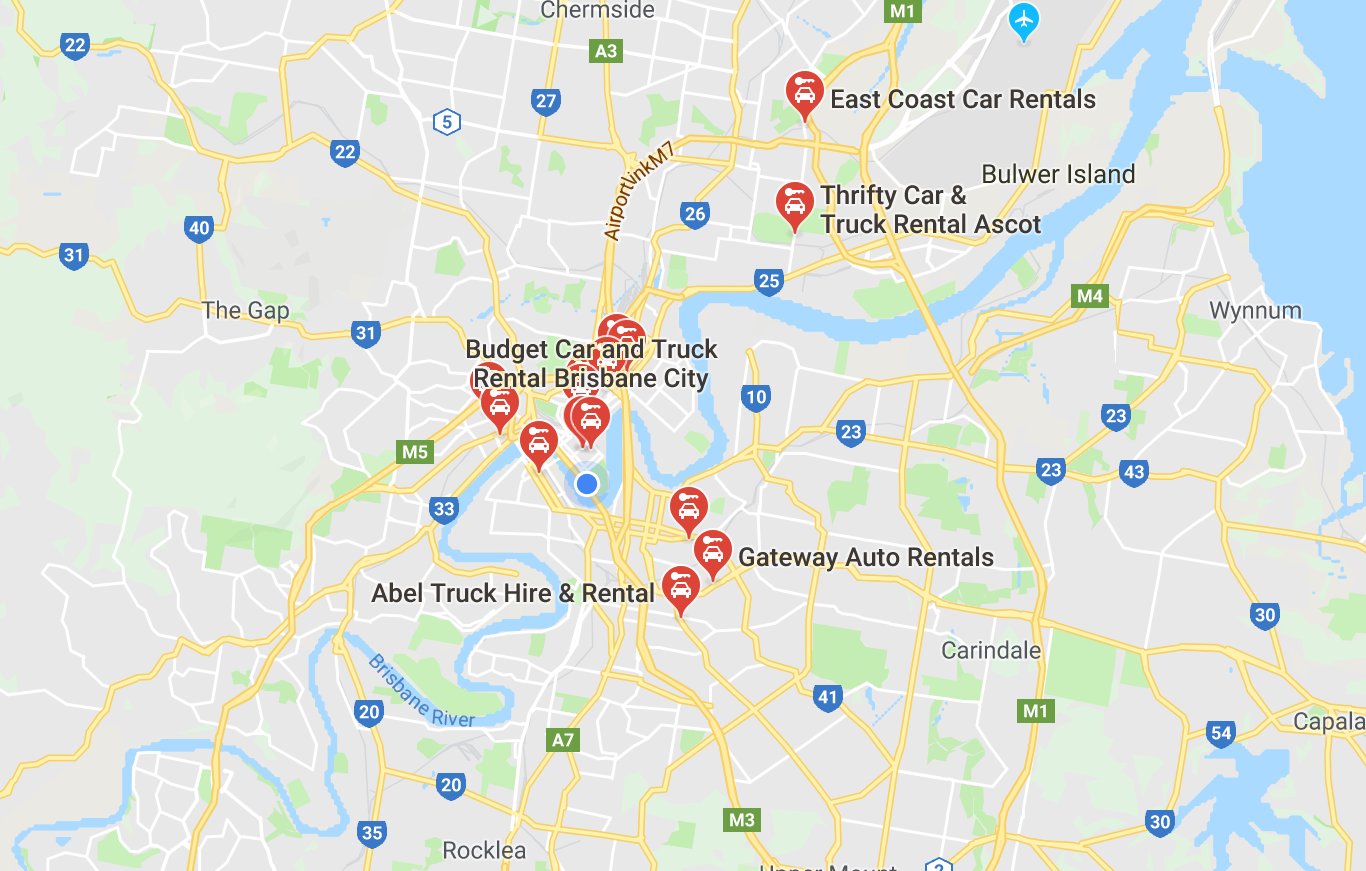 Chermside
M1
22
A3
East Coast Car Rentals
27
5
AirportlinkM7
22
Bulwer Island
Thrifty Car &
Truck Rental Ascot
26
40
31
25
M4
The Gap
Wynnum
31
Budget Car and Truck
Rental Brisbane City
10
23
23
M5
23
43
33
Gateway Auto Rentals
Abel Truck Hire & Rental
30
Carindale
Brisbane River
41
20
M1
Capala
54
A7
20
M3
30
35
Rocklea
Upper Mount
2